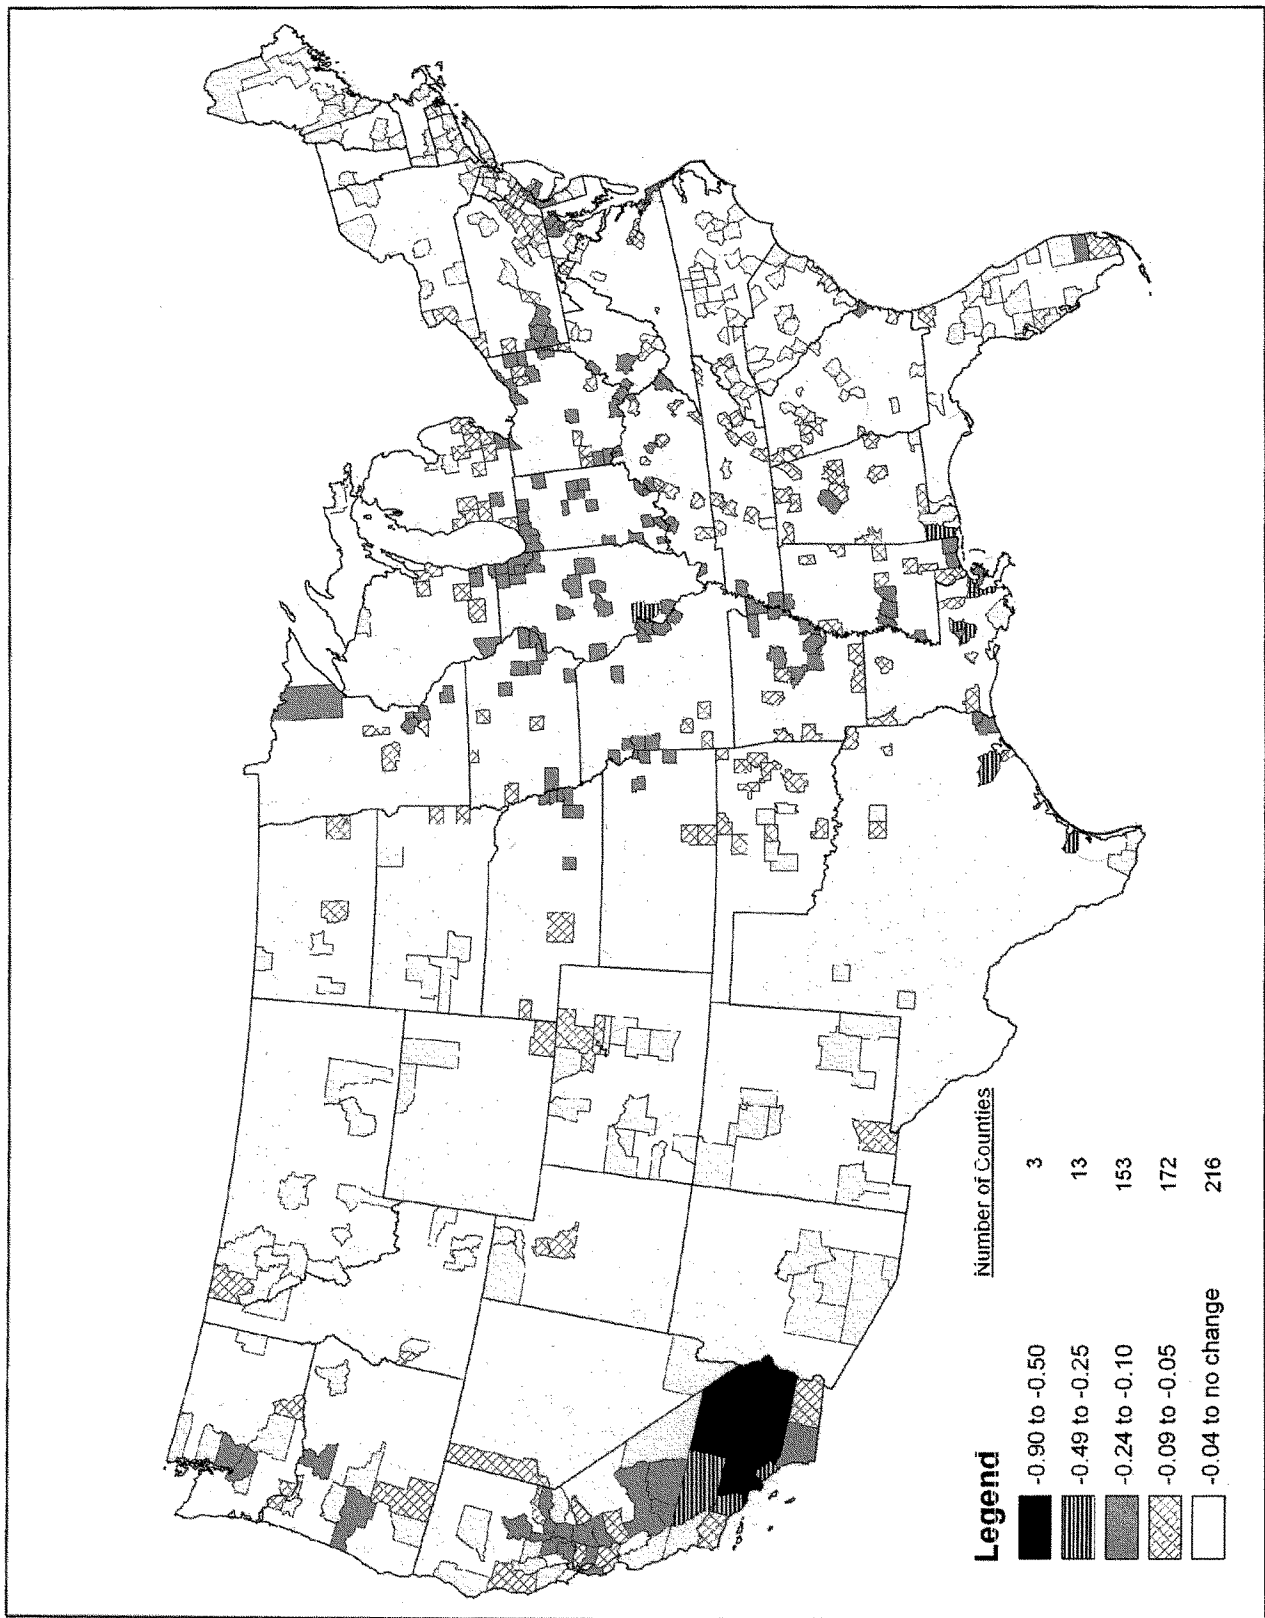 Legend
Number of Counties
-0.90 to -0.50 3
-0.49 to -0.25 13
-0.24 to -0.10 153
-0.09 to -0.05 172
-0.04 to no change 216